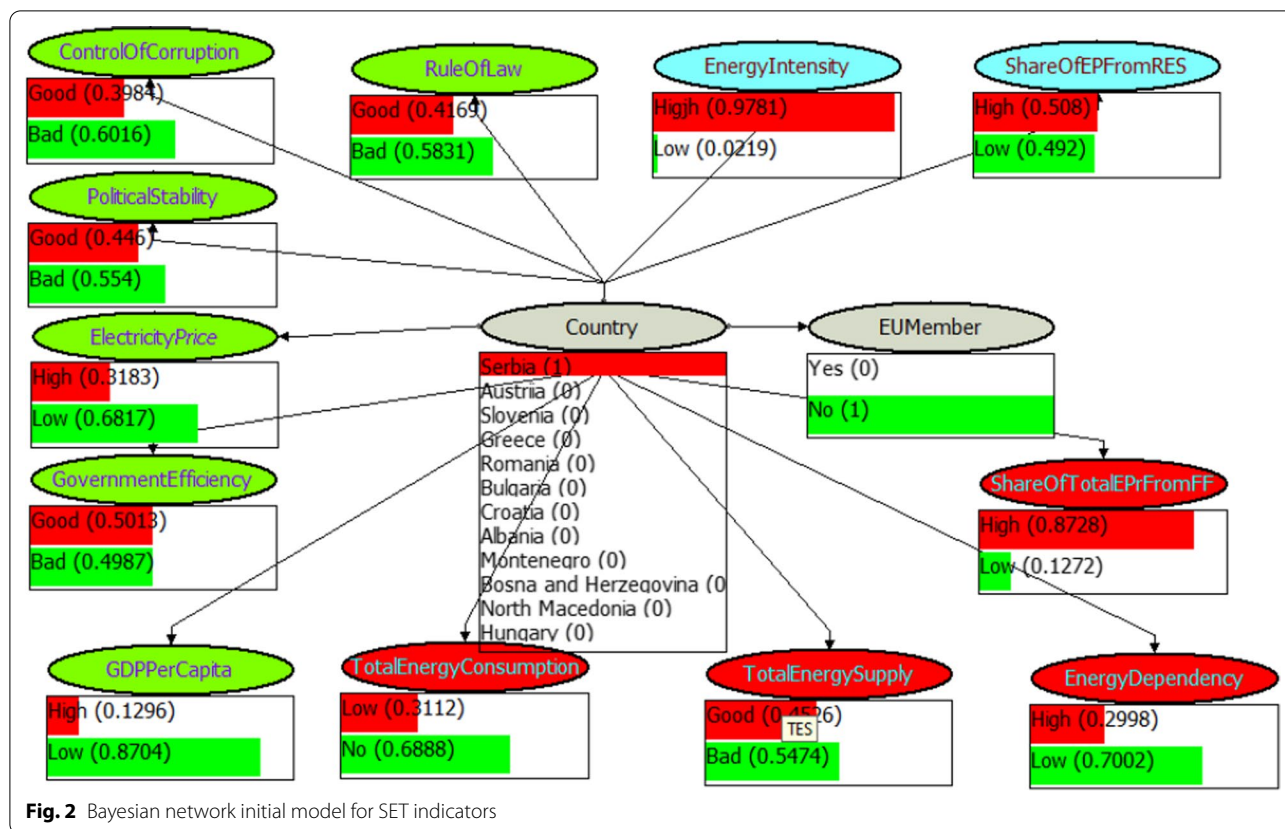 ControlOfCorruption
Good (0.3984)
Bad (0.6016)
RuleOfLaw
Good (0.4169)
Bad (0.5831)
EnergyIntensity
Higjh (0.9781)
Low (0.0219)
ShareOfEPFromRES
High (0.508)
Low (0.492)
PoliticalStability
Good (0.446)
Bad (0.554)
ElectricityPrice
High (0.3183)
Low (0.6817)
Country
Serbia (1)
Austriia (0)
Slovenia (0)
Greece (0)
Romania (0)
Bulgaria (0)
Croatia (0)
Albania (0)
Montenegro (0)
Bosna and Herzegovina (0
North Macedonia (0)
Hungary (0)
EUMember
Yes (0)
No (1)
GovernmentEfficiency
Good (0.5013)
Bad (0.4987)
ShareOfTotalEPrFromFF
High (0.8728)
Low (0.1272)
GDPPerCapita
High (0.1296)
Low (0.8704)
TotalEnergyConsumption
Low (0.3112)
No (0.6888)
TotalEnergySupply
Good (0.4526)
TES
Bad (0.5474)
EnergyDependency
High (0.2998)
Low (0.7002)
Fig. 2 Bayesian network initial model for SET indicators